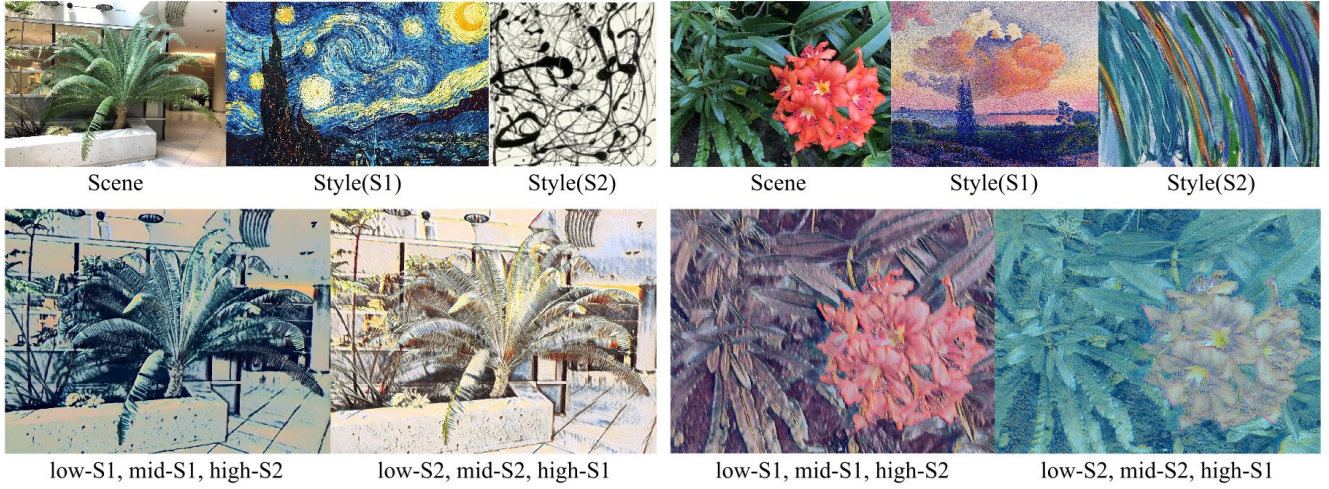 Scene
Style(S1)
Style(S2)
Scene
Style(S1)
Style(S2)
low-S1, mid-S1, high-S2
low-S2, mid-S2, high-S1
low-S1, mid-S1, high-S2
low-S2, mid-S2, high-S1